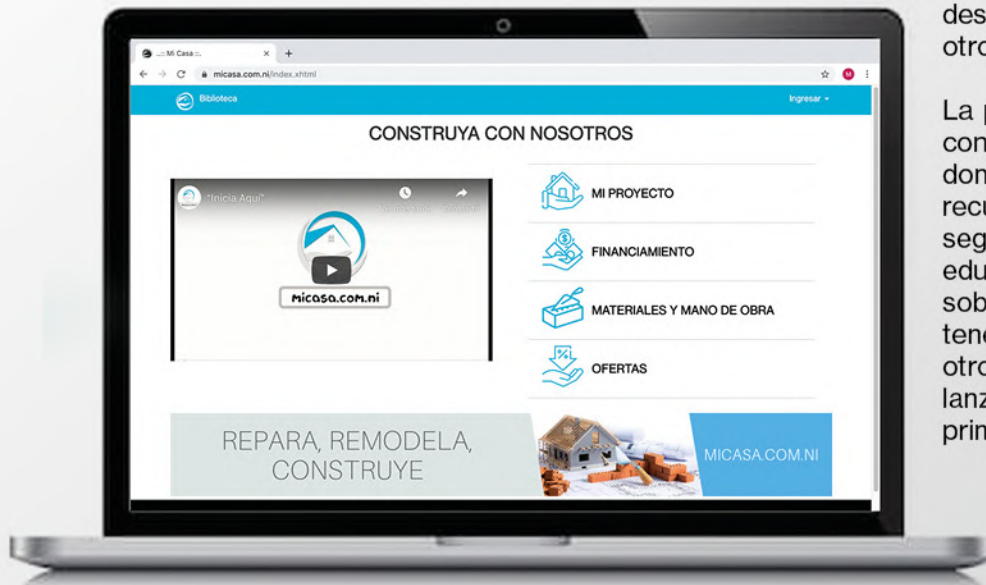 ..:: Mi Casa ::..
micasa.com.ni/index.xhtml
M
Biblioteca
Ingresar
CONSTRUYA CON NOSOTROS
"Inicia Aquí"
micasa.com.ni
MI PROYECTO
FINANCIAMIENTO
MATERIALES Y MANO DE OBRA
OFERTAS
REPARA, REMODELA,
CONSTRUYE
MICASA.COM.NI
des
otro
La p
con
don
recu
seg
edu
sob
tene
otro
lanz
prin